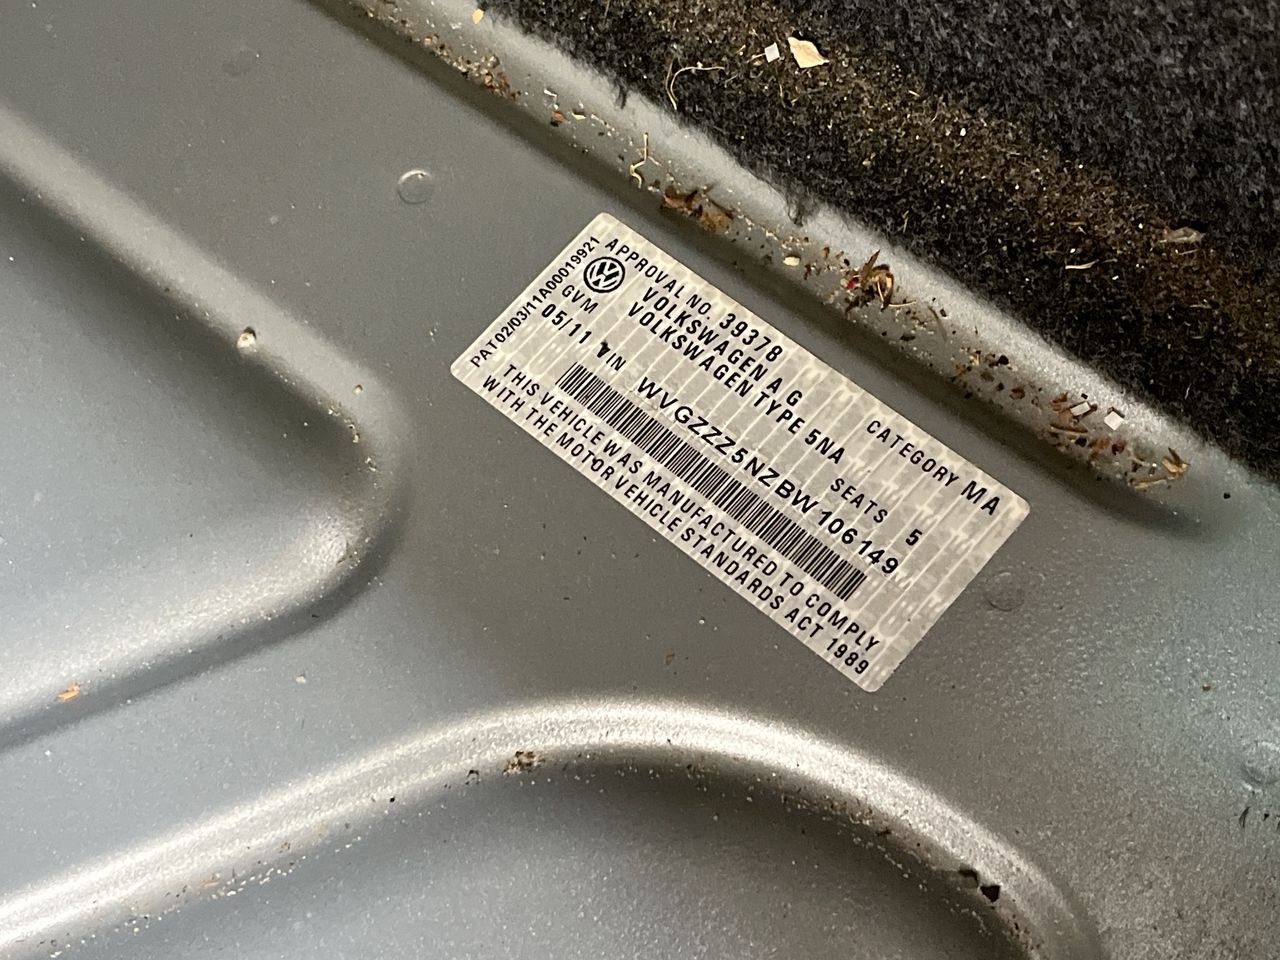 PAT02/03/11A00019921
APPROVAL NO. 39378 CATEGORY MA
VOLKSWAGEN A G
VOLKSWAGEN TYPE 5NA SEATS 5
GVM
05/11 VIN WVGZZZ5NZBW106149
THIS VEHICLE WAS MANUFACTURED TO COMPLY
WITH THE MOTOR VEHICLE STANDARDS ACT 1989